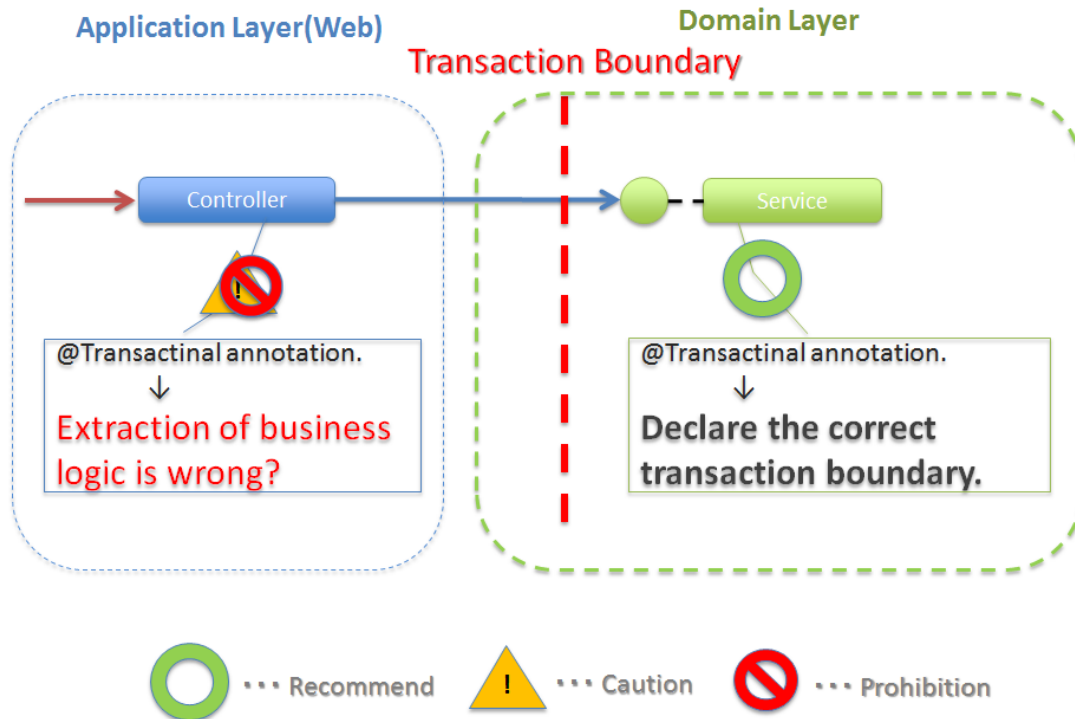 Application Layer(Web)
Domain Layer
Transaction Boundary
Controller
Service
!
@Transactinal annotation.
↓
Extraction of business
logic is wrong?
@Transactinal annotation.
↓
Declare the correct
transaction boundary.
··· Recommend
! ··· Caution
··· Prohibition